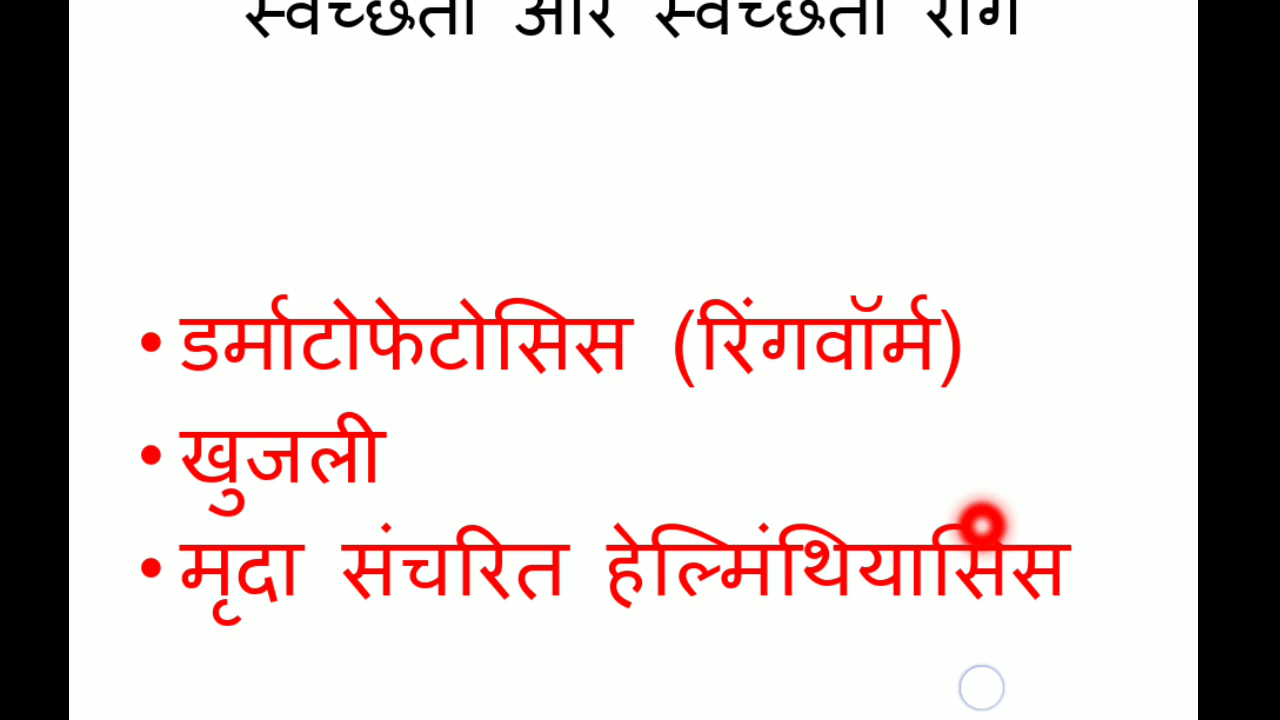 स्वच्छता और स्वच्छता रोग
• डर्माटोफेटोसिस (रिंगवॉर्म)
• खुजली
• मृदा संचरित हेल्मिंथियासिस